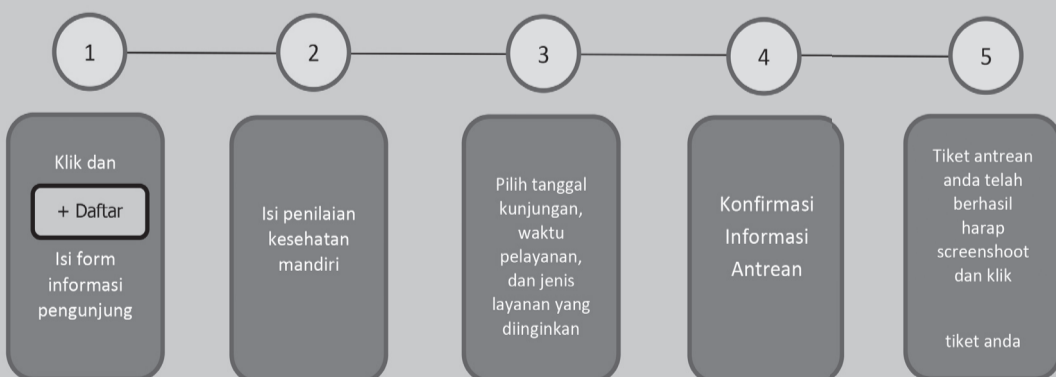 1
2
3
4
5
Klik dan
+ Daftar
Isi form
informasi
pengunjung
Isi penilaian
kesehatan
mandiri
Pilih tanggal
kunjungan,
waktu
pelayanan,
dan jenis
layanan yang
diinginkan
Konfirmasi
Informasi
Antrean
Tiket antrean
anda telah
berhasil
harap
screenshoot
dan klik
tiket anda